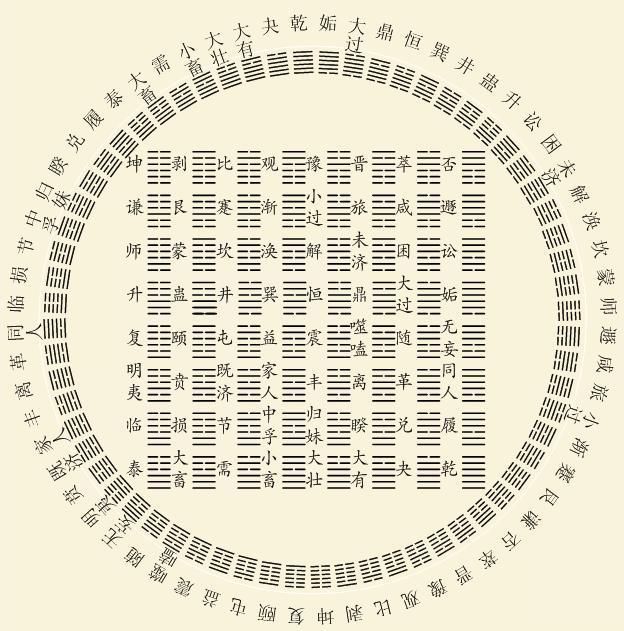 乾 姤 大过 鼎 恒 巽 井 蛊 升 讼 困 未济 解 涣 坎 蒙 师 遯 咸 旅 小过 渐 蹇 艮 谦 否 萃 晋 豫 观 比 剥 坤 复 颐 屯 益 震 噬嗑 随 无妄 明夷 贲 既济 家人 丰 离 革 同人 临 损 节 中孚 归妹 睽 兑 履 泰 大畜 需 小畜 大壮 大有 夬
坤 剥 比 观 豫 晋 萃 否
谦 艮 蹇 渐 小过 旅 咸 遯
师 蒙 坎 涣 解 未济 困 讼
升 蛊 井 巽 恒 鼎 大过 姤
复 颐 屯 益 震 噬嗑 随 无妄
明夷 贲 既济 家人 丰 离 革 同人
临 损 节 中孚 归妹 睽 兑 履
泰 大畜 需 小畜 大壮 大有 夬 乾